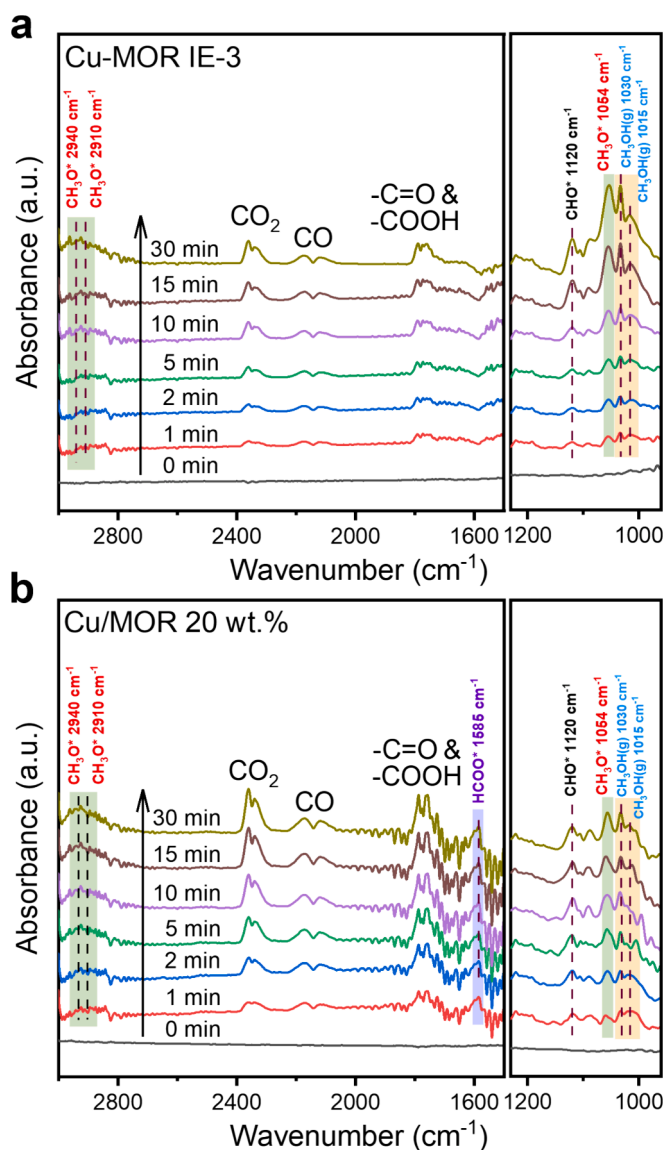 a
Cu-MOR IE-3
CH₃O* 2940 cm⁻¹
CH₃O* 2910 cm⁻¹
CO₂
CO
-C=O &
-COOH
CHO* 1120 cm⁻¹
CH₃O* 1054 cm⁻¹
CH₃OH(g) 1030 cm⁻¹
CH₃OH(g) 1015 cm⁻¹
30 min
15 min
10 min
5 min
2 min
1 min
0 min
Absorbance (a.u.)
2800 2400 2000 1600 1200 1000
Wavenumber (cm⁻¹)
b
Cu/MOR 20 wt.%
CH₃O* 2940 cm⁻¹
CH₃O* 2910 cm⁻¹
CO₂
CO
-C=O &
-COOH
HCOO* 1585 cm⁻¹
CHO* 1120 cm⁻¹
CH₃O* 1054 cm⁻¹
CH₃OH(g) 1030 cm⁻¹
CH₃OH(g) 1015 cm⁻¹
30 min
15 min
10 min
5 min
2 min
1 min
0 min
Absorbance (a.u.)
2800 2400 2000 1600 1200 1000
Wavenumber (cm⁻¹)